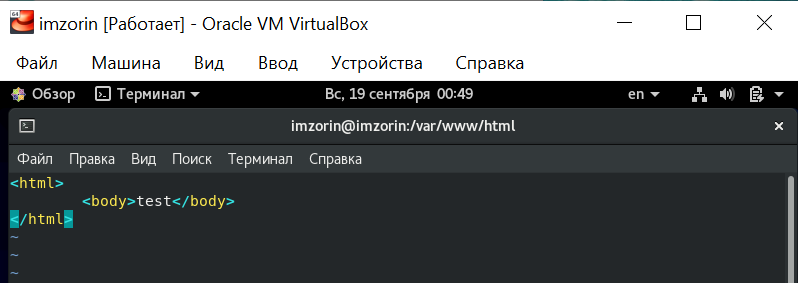 imzorin [Работает] - Oracle VM VirtualBox
Файл Машина Вид Ввод Устройства Справка
Обзор Терминал Вс, 19 сентября 00:49 en
imzorin@imzorin:/var/www/html
Файл Правка Вид Поиск Терминал Справка
<html>
<body>test</body>
</html>
~
~
~